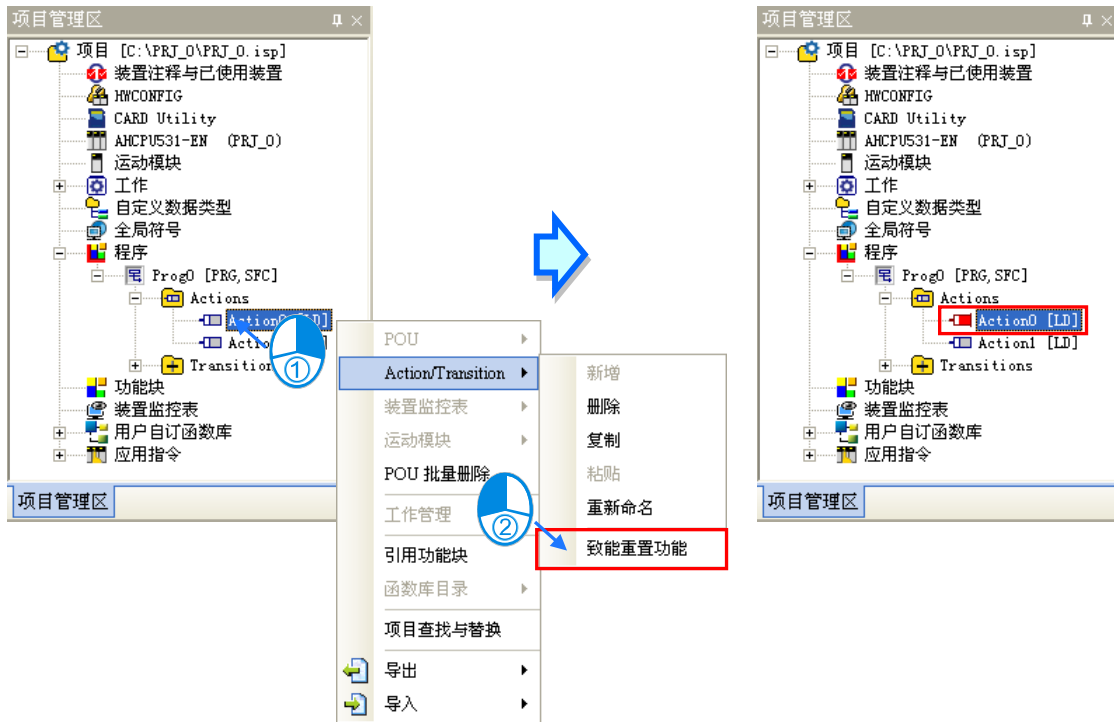 项目管理区
项目 [C:\PRJ_0\PRJ_0.isp]
装置注释与已使用装置
HWCONFIG
CARD Utility
AHCPU531-EN (PRJ_0)
运动模块
工作
自定义数据类型
全局符号
程序
Prog0 [PRG,SFC]
Actions
Action0 [LD]
Transition
功能块
装置监控表
用户自订函数库
应用指令
项目管理区
①
POU
Action/Transition
装置监控表
运动模块
POU 批量删除
工作管理
引用功能块
函数库目录
项目查找与替换
导出
导入
新增
删除
复制
粘贴
重新命名
致能重置功能
②
项目管理区
项目 [C:\PRJ_0\PRJ_0.isp]
装置注释与已使用装置
HWCONFIG
CARD Utility
AHCPU531-EN (PRJ_0)
运动模块
工作
自定义数据类型
全局符号
程序
Prog0 [PRG,SFC]
Actions
Action0 [LD]
Action1 [LD]
Transitions
功能块
装置监控表
用户自订函数库
应用指令
项目管理区